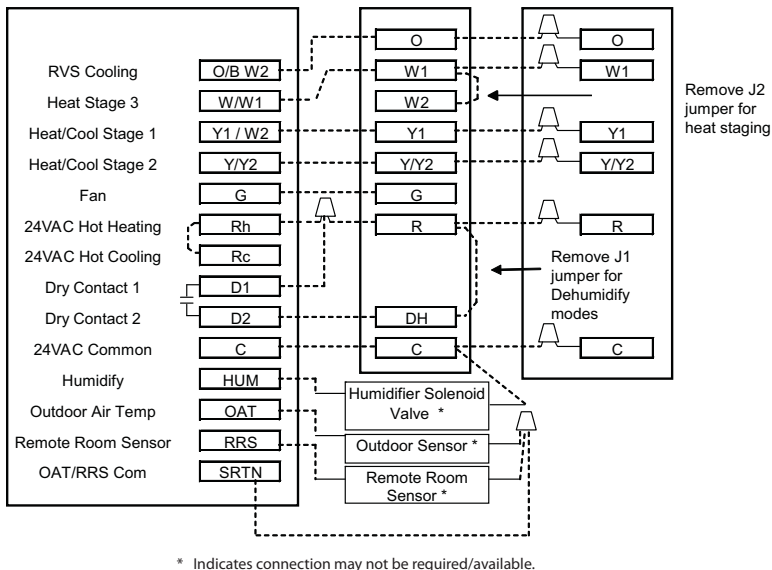 O
O
RVS Cooling O/B W2 W1 W1
Heat Stage 3 W/W1 W2
Remove J2
jumper for
heat staging
Heat/Cool Stage 1 Y1 / W2 Y1 Y1
Heat/Cool Stage 2 Y/Y2 Y/Y2 Y/Y2
Fan G G
24VAC Hot Heating Rh R R
24VAC Hot Cooling Rc
Remove J1
jumper for
Dehumidify
modes
Dry Contact 1 D1
Dry Contact 2 D2 DH
24VAC Common C C C
Humidify HUM
Humidifier Solenoid
Valve *
Outdoor Air Temp OAT
Outdoor Sensor *
Remote Room Sensor RRS
Remote Room
Sensor *
OAT/RRS Com SRTN
* Indicates connection may not be required/available.